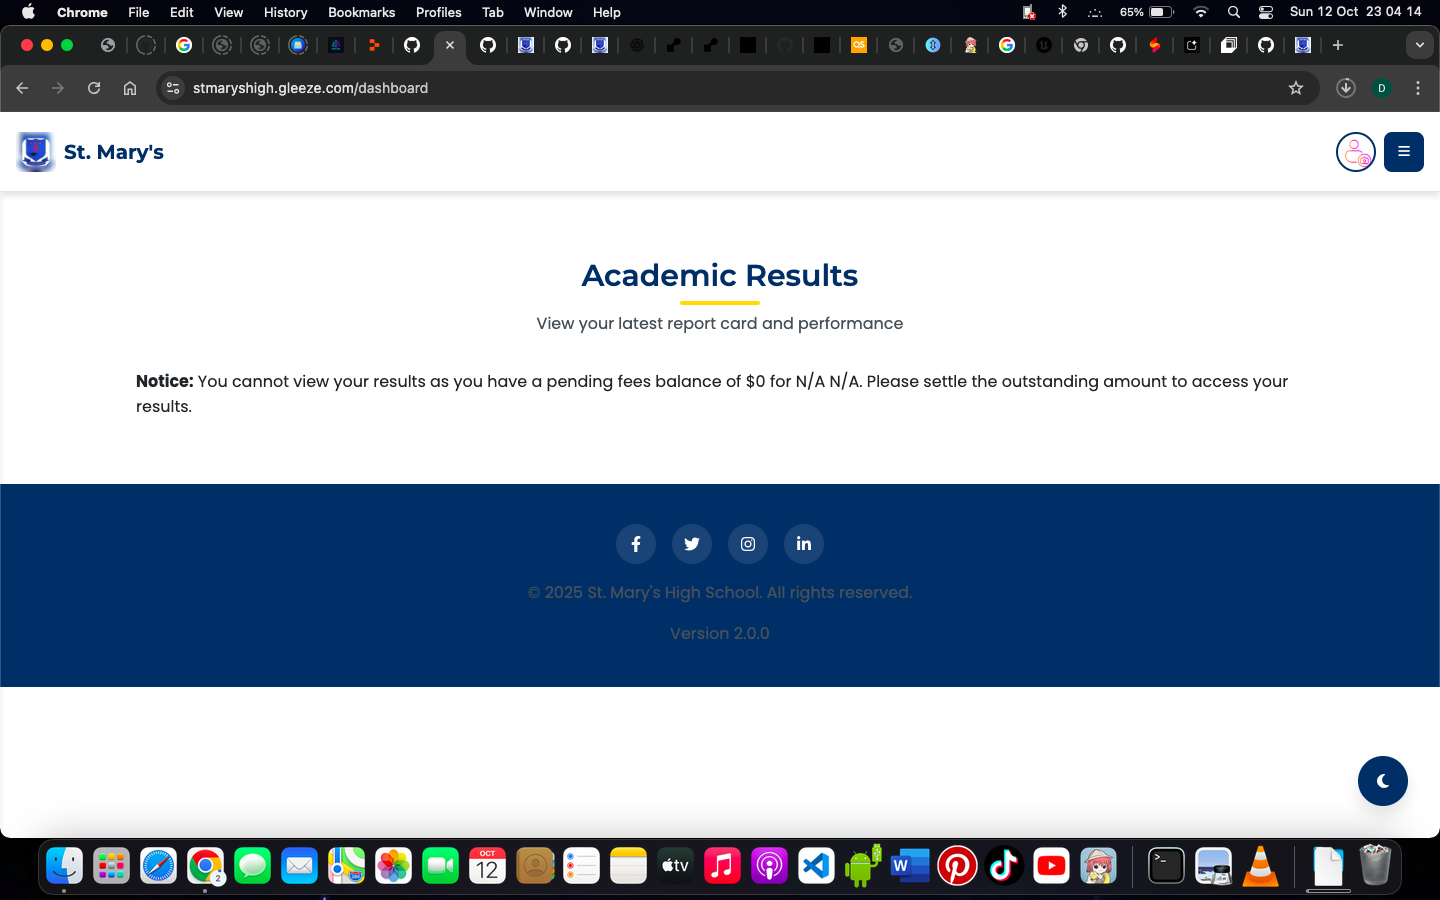 Chrome File Edit View History Bookmarks Profiles Tab Window Help 65% Sun 12 Oct 23 04 14
stmaryshigh.gleeze.com/dashboard
D
St. Mary's
Academic Results
View your latest report card and performance
Notice: You cannot view your results as you have a pending fees balance of $0 for N/A N/A. Please settle the outstanding amount to access your
results.
© 2025 St. Mary's High School. All rights reserved.
Version 2.0.0
OCT
12
tv
W
2